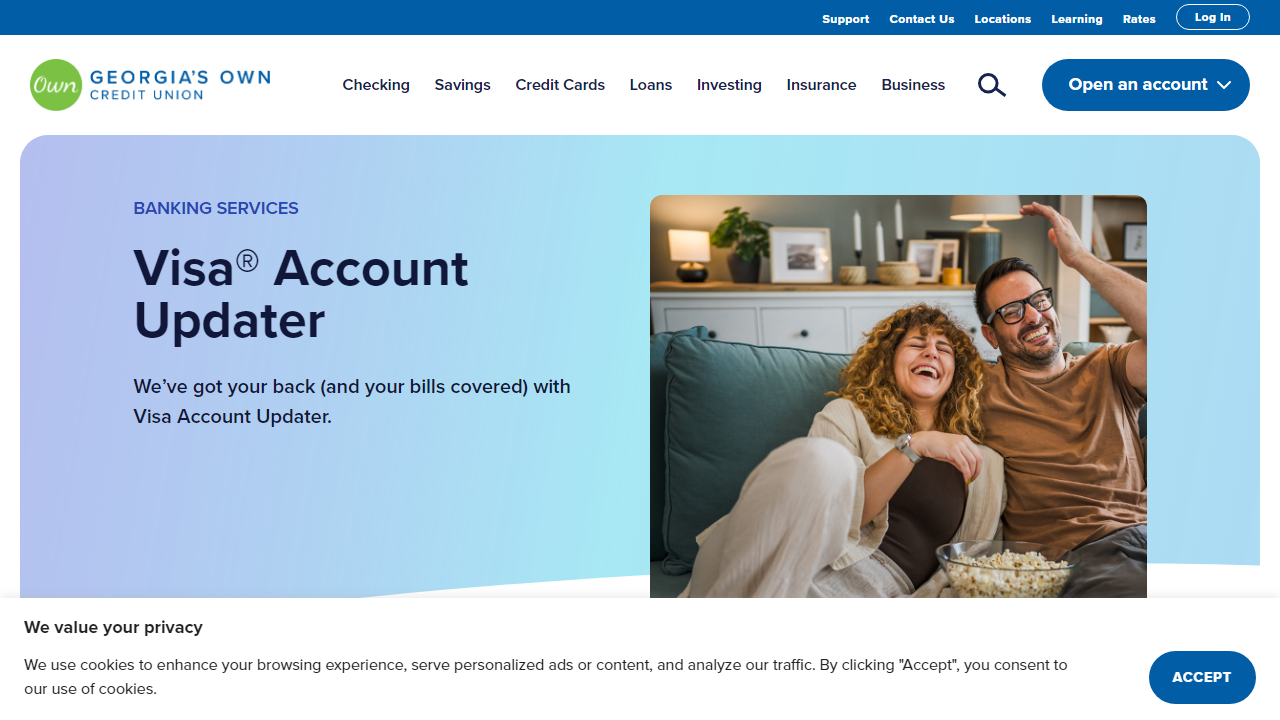 Support Contact Us Locations Learning Rates Log In
Own GEORGIA'S OWN
CREDIT UNION
Checking Savings Credit Cards Loans Investing Insurance Business Open an account
BANKING SERVICES
Visa® Account
Updater
We’ve got your back (and your bills covered) with
Visa Account Updater.
We value your privacy
We use cookies to enhance your browsing experience, serve personalized ads or content, and analyze our traffic. By clicking "Accept", you consent to
our use of cookies.
ACCEPT